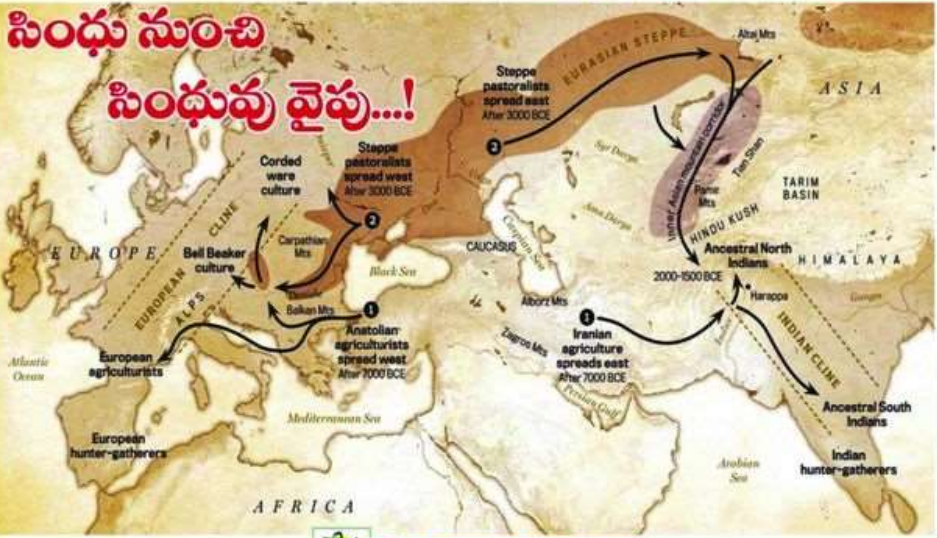 సింధు నుంచి
సింధువు వైపు...!
Altai Mts
EURASIAN STEPPE
ASIA
Steppe
pastoralists
spread east
After 3000 BCE
2
Inner Asian mountain corridor
Tian Shan
Syr Darya
Corded
ware
culture
Steppe
pastoralists
spread west
After 3000 BCE
2
Pamir
Mts
TARIM
BASIN
Amu Darya
HINDU KUSH
EUROPE
EUROPEAN
CLINE
Bell Beaker
culture
Carpathian
Mts
CAUCASUS
Caspian Sea
Ancestral North
Indians
HIMALAYA
Black Sea
2000-1500 BCE
Harappa
Ganges
ALPS
Balkan Mts
1
Alborz Mts
1
Anatolian
agriculturists
spread west
After 7000 BCE
Zagros Mts
Iranian
agriculture
spreads east
After 7000 BCE
INDIAN CLINE
Atlantic
Ocean
European
agriculturists
Persian Gulf
Mediterranean Sea
Ancestral South
Indians
European
hunter-gatherers
Arabian
Sea
Indian
hunter-gatherers
AFRICA